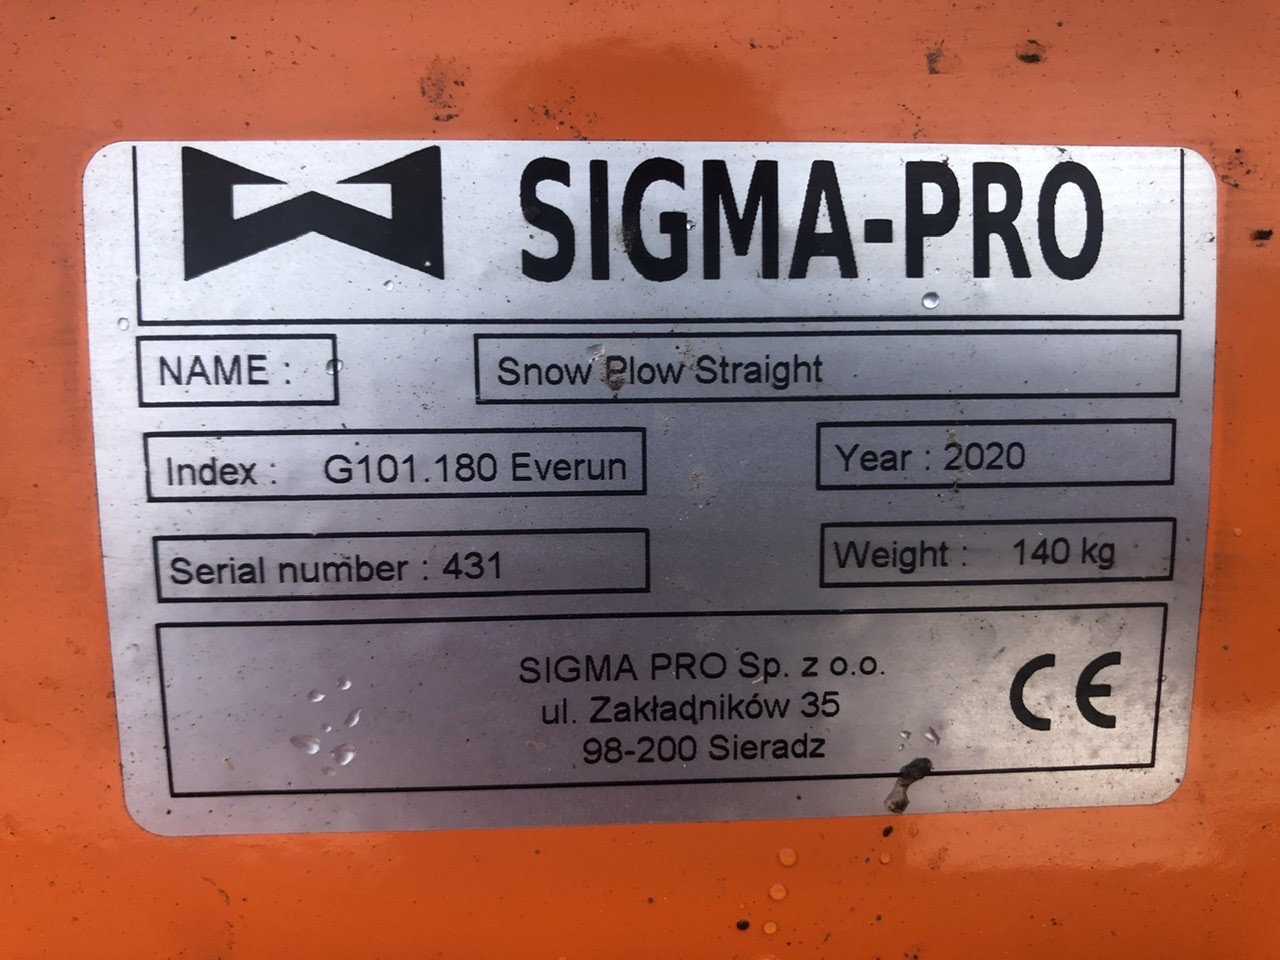 SIGMA-PRO
NAME : Snow Plow Straight
Index : G101.180 Everun Year : 2020
Serial number : 431 Weight : 140 kg
SIGMA PRO Sp. z o.o.
ul. Zakładników 35
98-200 Sieradz
CE